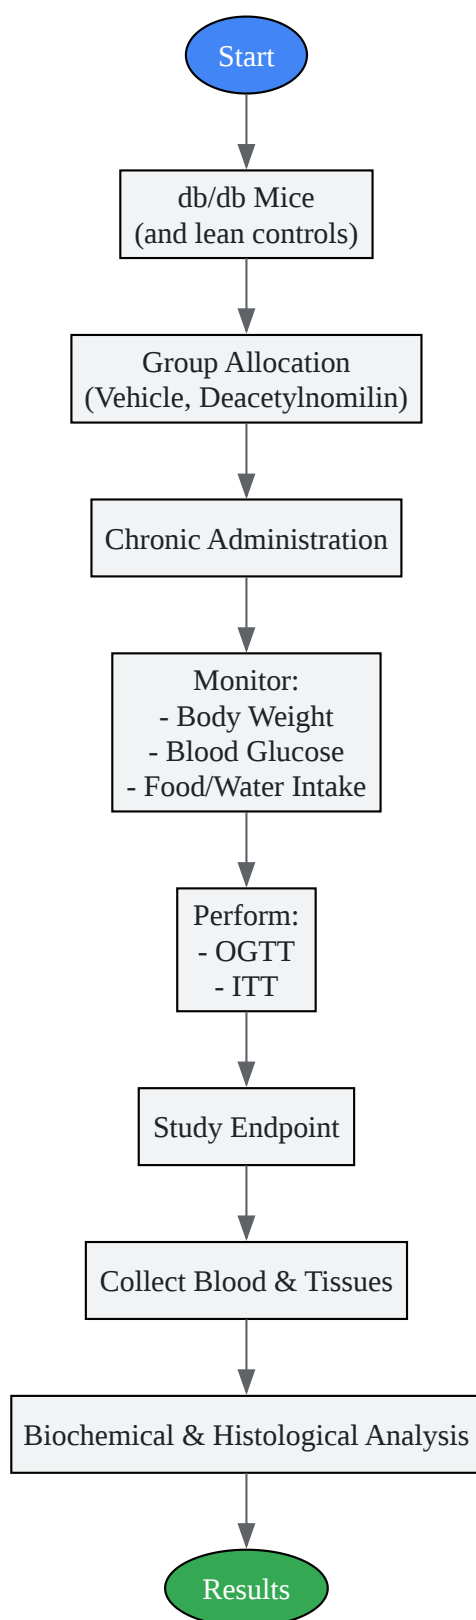 Start
db/db Mice
(and lean controls)
Group Allocation
(Vehicle, Deacetylnomilin)
Chronic Administration
Monitor:
- Body Weight
- Blood Glucose
- Food/Water Intake
Perform:
- OGTT
- ITT
Study Endpoint
Collect Blood & Tissues
Biochemical & Histological Analysis
Results